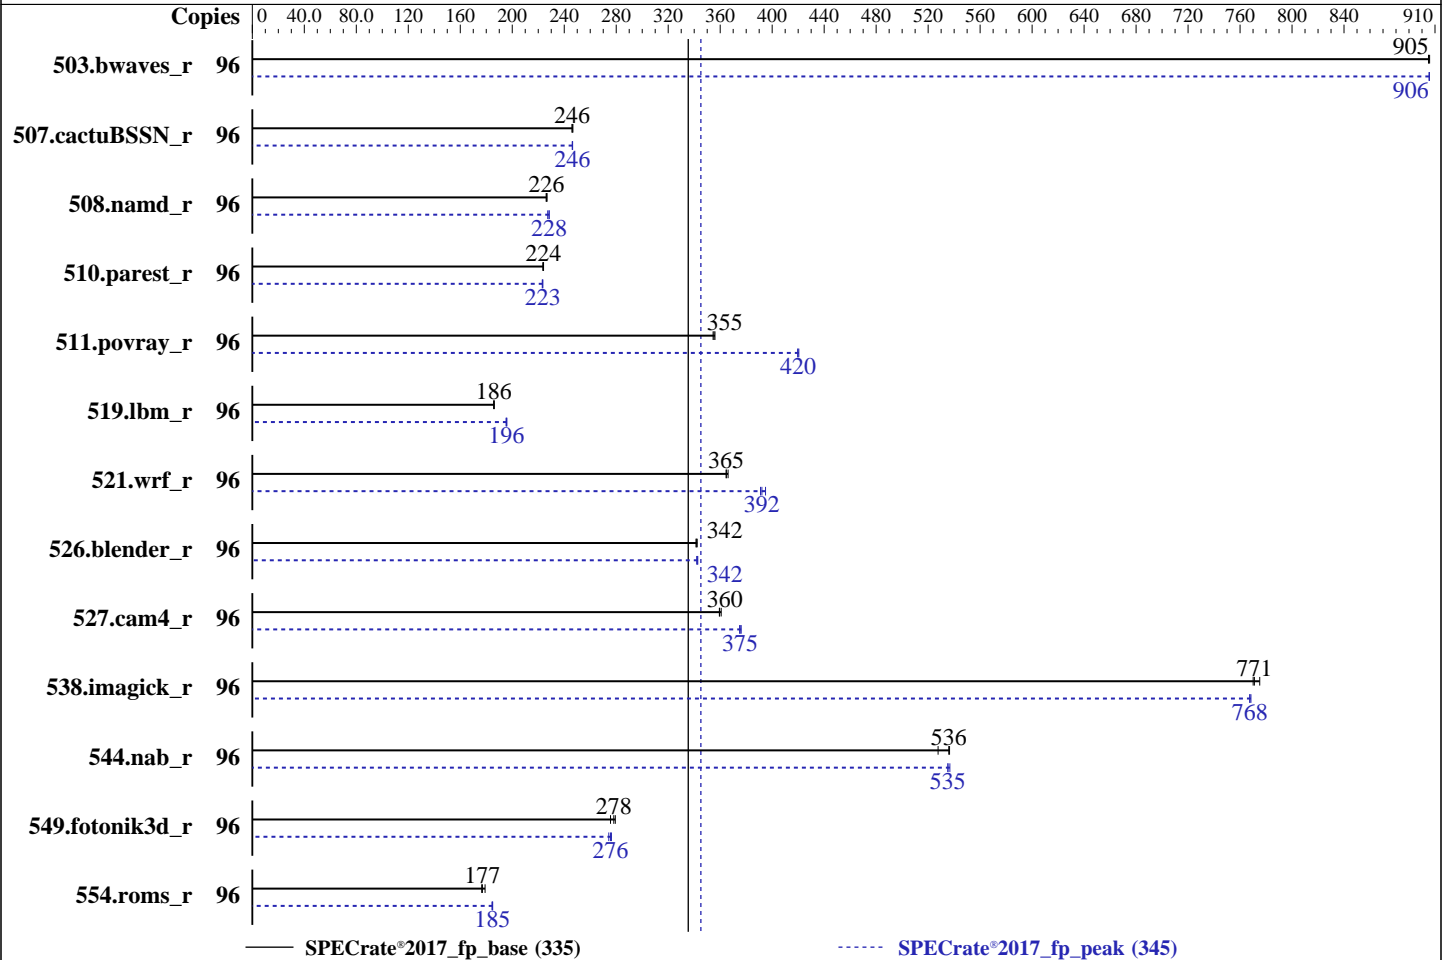 Copies 0 40.0 80.0 120 160 200 240 280 320 360 400 440 480 520 560 600 640 680 720 760 800 840 910
503.bwaves_r 96 905
906
507.cactuBSSN_r 96 246
246
508.namd_r 96 226
228
510.parest_r 96 224
223
511.povray_r 96 355
420
519.lbm_r 96 186
196
521.wrf_r 96 365
392
526.blender_r 96 342
342
527.cam4_r 96 360
375
538.imagick_r 96 771
768
544.nab_r 96 536
535
549.fotonik3d_r 96 278
276
554.roms_r 96 177
185
SPECrate®2017_fp_base (335) SPECrate®2017_fp_peak (345)